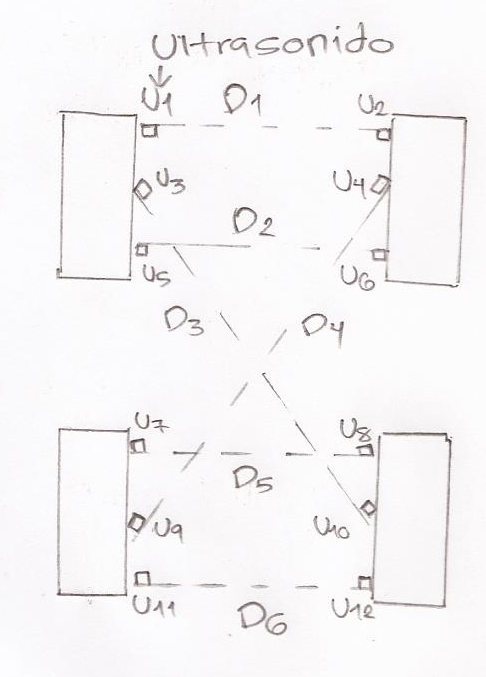 Ultrasonido
U1 D1 U2
U3 U4
D2
U5 U6
D3 D4
U7 U8
D5
U9 U10
U11 U12
D6